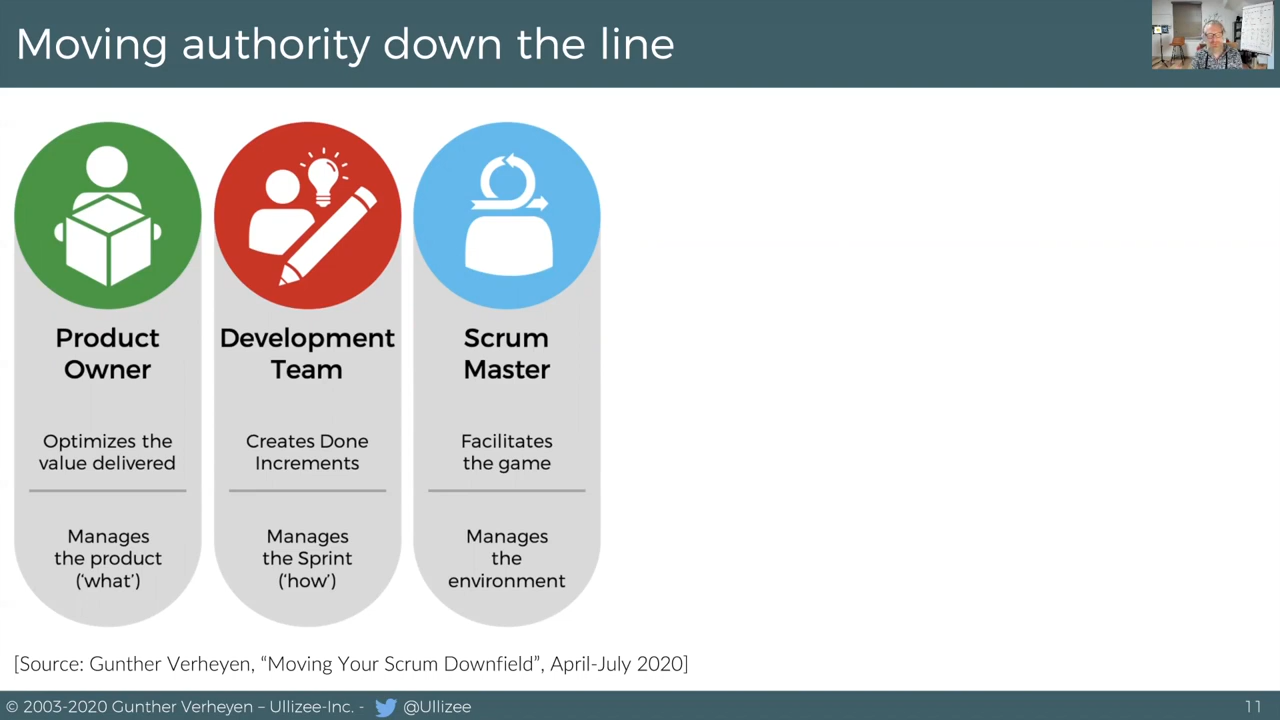 Moving authority down the line
Product
Owner
Optimizes the
value delivered
Manages
the product
(‘what’)
Development
Team
Creates Done
Increments
Manages
the Sprint
(‘how’)
Scrum
Master
Facilitates
the game
Manages
the
environment
[Source: Gunther Verheyen, “Moving Your Scrum Downfield”, April-July 2020]
© 2003-2020 Gunther Verheyen – Ullizee-Inc. - @Ullizee
11